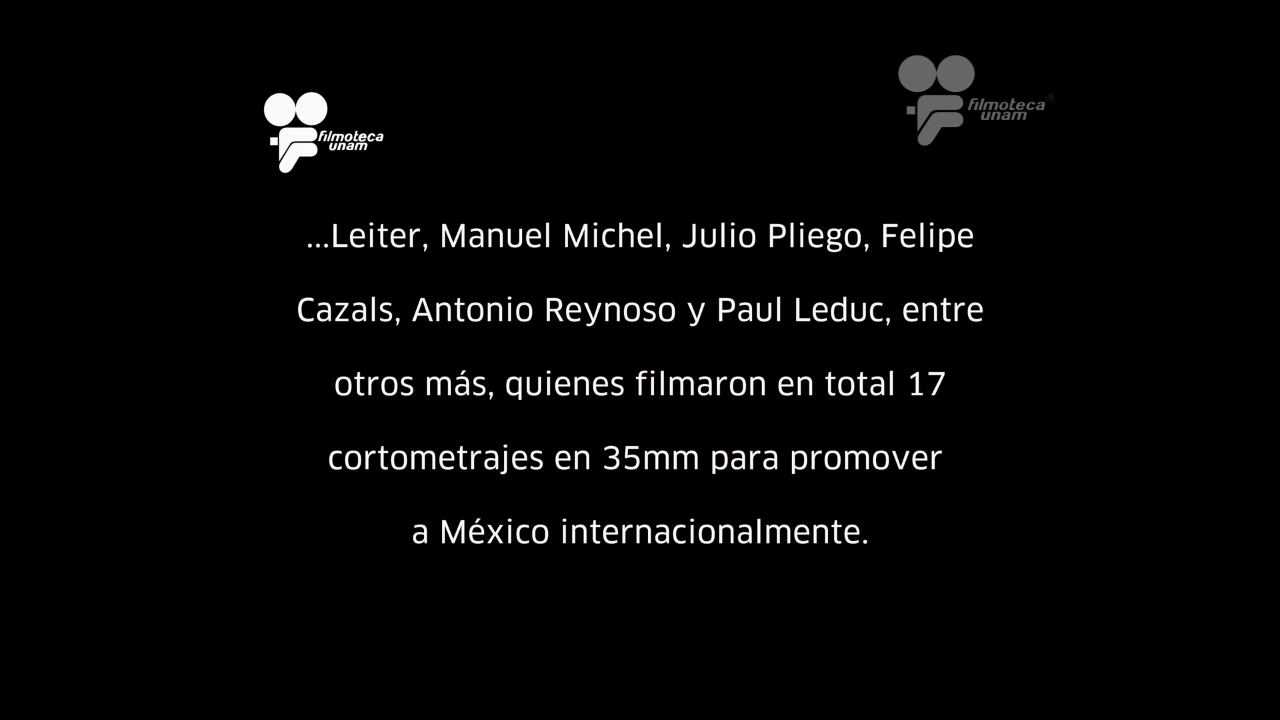 filmoteca
unam
filmoteca
unam
...Leiter, Manuel Michel, Julio Pliego, Felipe
Cazals, Antonio Reynoso y Paul Leduc, entre
otros más, quienes filmaron en total 17
cortometrajes en 35mm para promover
a México internacionalmente.